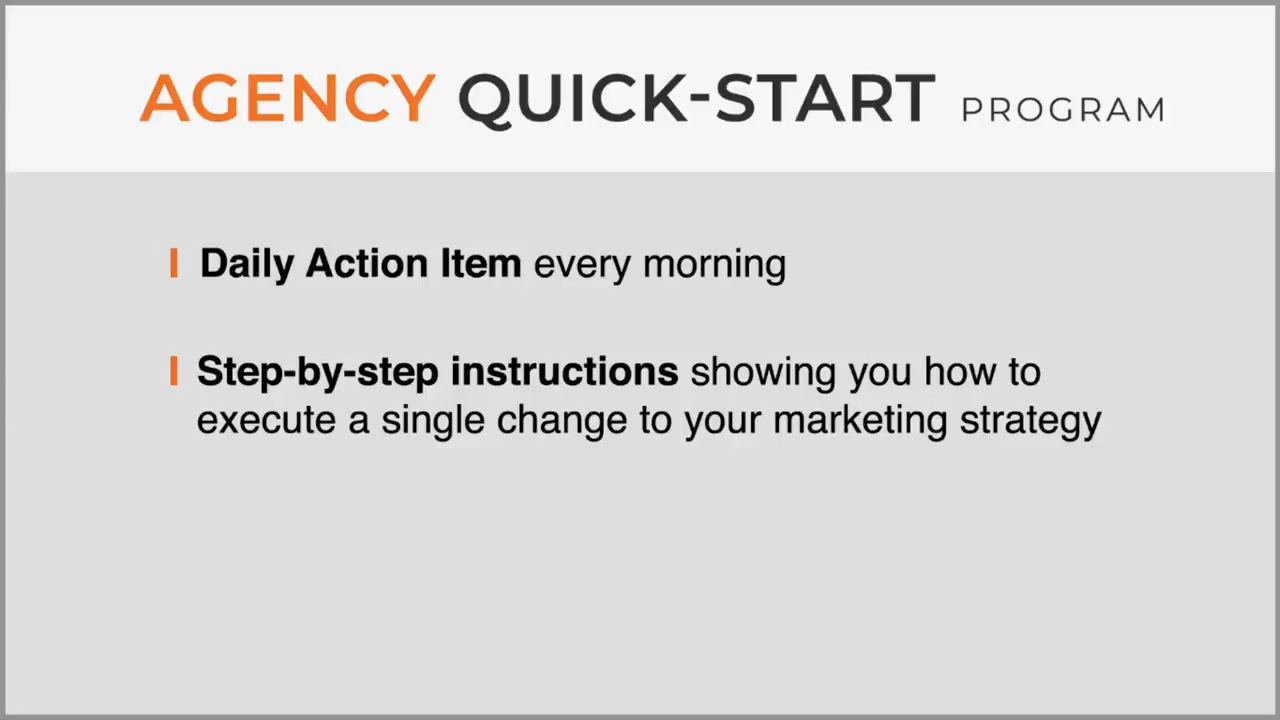 AGENCY QUICK-START PROGRAM
Daily Action Item every morning
Step-by-step instructions showing you how to
execute a single change to your marketing strategy